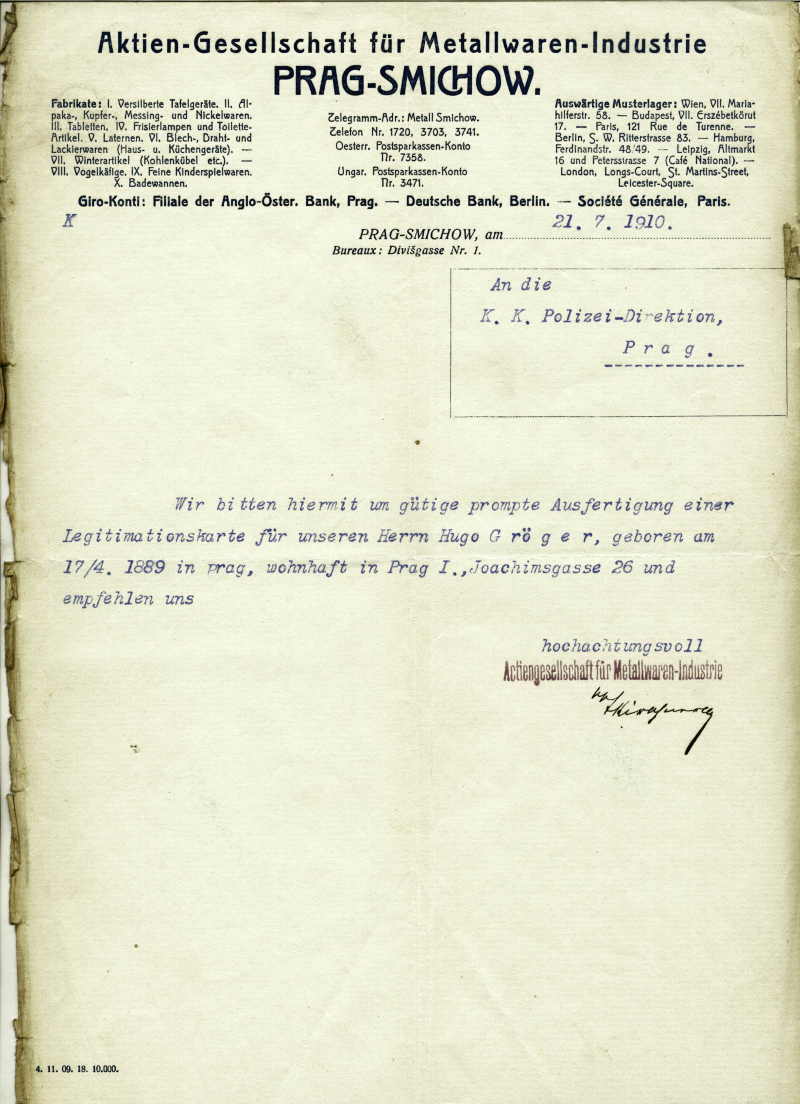 Aktien-Gesellschaft für Metallwaren-Industrie
PRAG-SMICHOW.
Fabrikate: I. Versilberte Tafelgeräte. II. Al-
paka-, Kupfer-, Messing- und Nickelwaren.
III. Tabletten. IV. Frisierlampen und Toilette-
Artikel. V. Laternen. VI. Blech-, Draht- und
Lackierwaren (Haus- u. Küchengeräte). —
VII. Winterartikel (Kohlenkübel etc.). —
VIII. Vogelkäfige. IX. Feine Kinderspielwaren.
X. Badewannen.
Telegramm-Adr.: Metall Smichow.
Telefon Nr. 1720, 3703, 3741.
Oesterr. Postsparkassen-Konto
Nr. 7358.
Ungar. Postsparkassen-Konto
Nr. 3471.
Auswärtige Musterlager: Wien, VII. Maria-
hilferstr. 58. — Budapest, VII. Erszébetkörut
17. — Paris, 121 Rue de Turenne. —
Berlin, S. W. Ritterstrasse 83. — Hamburg,
Ferdinandstr. 48/49. — Leipzig, Altmarkt
16 und Petersstrasse 7 (Café National). —
London, Longs-Court, St. Martins-Street,
Leicester-Square.
Giro-Konti: Filiale der Anglo-Öster. Bank, Prag. — Deutsche Bank, Berlin. — Société Générale, Paris.
K
PRAG-SMICHOW, am 21. 7. 1910.
Bureaux: Divišgasse Nr. 1.
An die
K. K. Polizei-Direktion,
P r a g .
Wir bitten hiermit um gütige prompte Ausfertigung einer
Legitimationskarte für unseren Herrn Hugo G r ö g e r, geboren am
17/4. 1889 in prag, wohnhaft in Prag I.,Joachimsgasse 26 und
empfehlen uns
hochachtungsvoll
Actiengesellschaft für Metallwaren-Industrie
4. 11. 09. 18. 10.000.